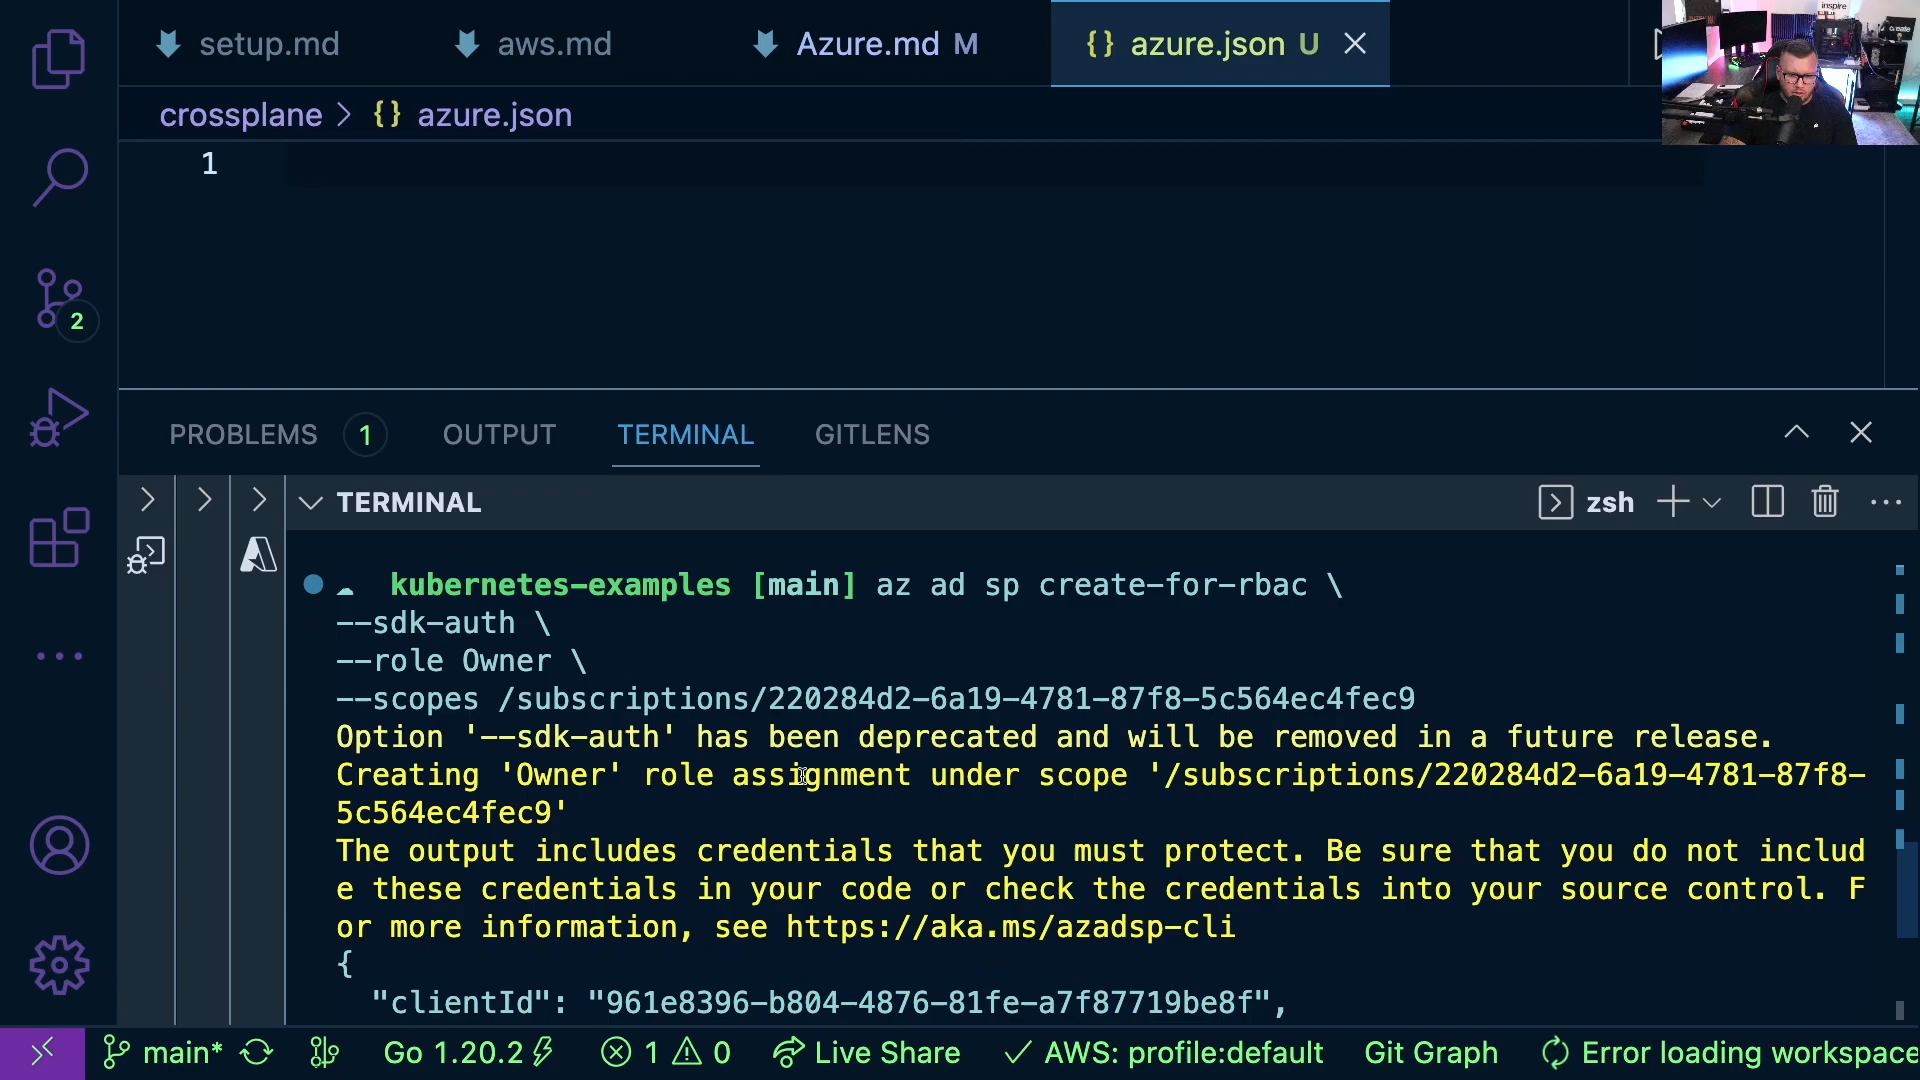 setup.md
aws.md
Azure.md M
{} azure.json U
inspire
create
crossplane > {} azure.json
1
2
PROBLEMS 1 OUTPUT TERMINAL GITLENS
TERMINAL
zsh
kubernetes-examples [main] az ad sp create-for-rbac \
--sdk-auth \
--role Owner \
--scopes /subscriptions/220284d2-6a19-4781-87f8-5c564ec4fec9
Option '--sdk-auth' has been deprecated and will be removed in a future release.
Creating 'Owner' role assignment under scope '/subscriptions/220284d2-6a19-4781-87f8-
5c564ec4fec9'
The output includes credentials that you must protect. Be sure that you do not includ
e these credentials in your code or check the credentials into your source control. F
or more information, see https://aka.ms/azadsp-cli
{
"clientId": "961e8396-b804-4876-81fe-a7f87719be8f",
main* Go 1.20.2 1 0 Live Share AWS: profile:default Git Graph Error loading workspace